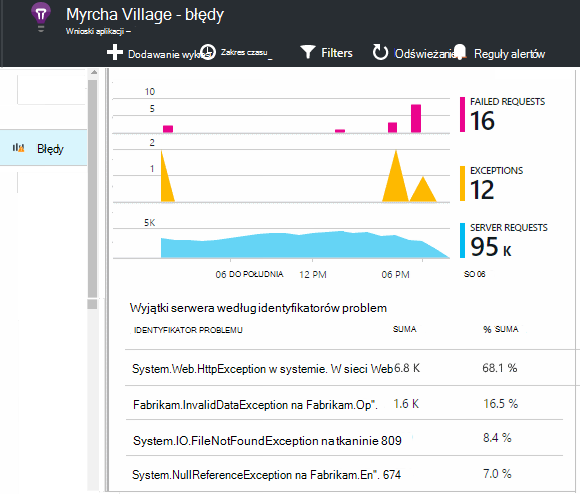 Myrcha Village - błędy
Wnioski aplikacji –
Dodawanie wykres Zakres czasu Filters Odświeżanie Reguły alertów
Błędy
10
5
FAILED REQUESTS
16
2
1
EXCEPTIONS
12
5K
SERVER REQUESTS
95 K
06 DO POŁUDNIA 12 PM 06 PM SO 06
Wyjątki serwera według identyfikatorów problem
IDENTYFIKATOR PROBLEMU SUMA % SUMA
System.Web.HttpException w systemie. W sieci Web 6.8 K 68.1 %
Fabrikam.InvalidDataException na Fabrikam.Op". 1.6 K 16.5 %
System.IO.FileNotFoundException na tkaninie 809 8.4 %
System.NullReferenceException na Fabrikam.En". 674 7.0 %